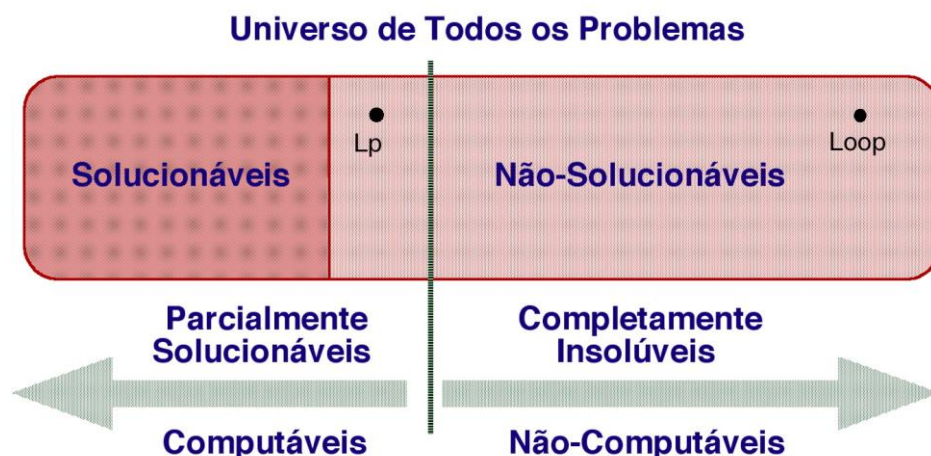 Universo de Todos os Problemas
Lp
Loop
Solucionáveis
Não-Solucionáveis
Parcialmente
Solucionáveis
Completamente
Insolúveis
Computáveis
Não-Computáveis